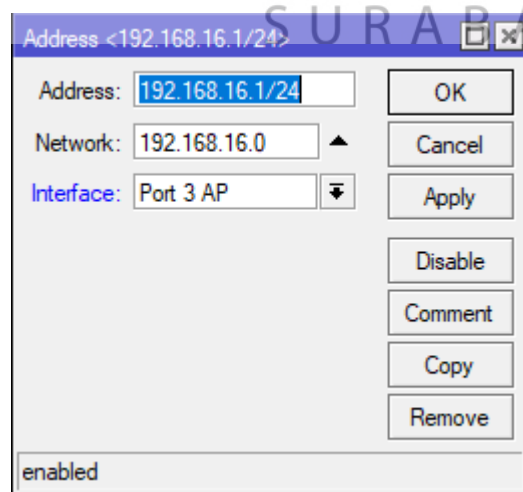 SURABA
Address <192.168.16.1/24>
Address: 192.168.16.1/24 OK
Network: 192.168.16.0 Cancel
Interface: Port 3 AP Apply
Disable
Comment
Copy
Remove
enabled